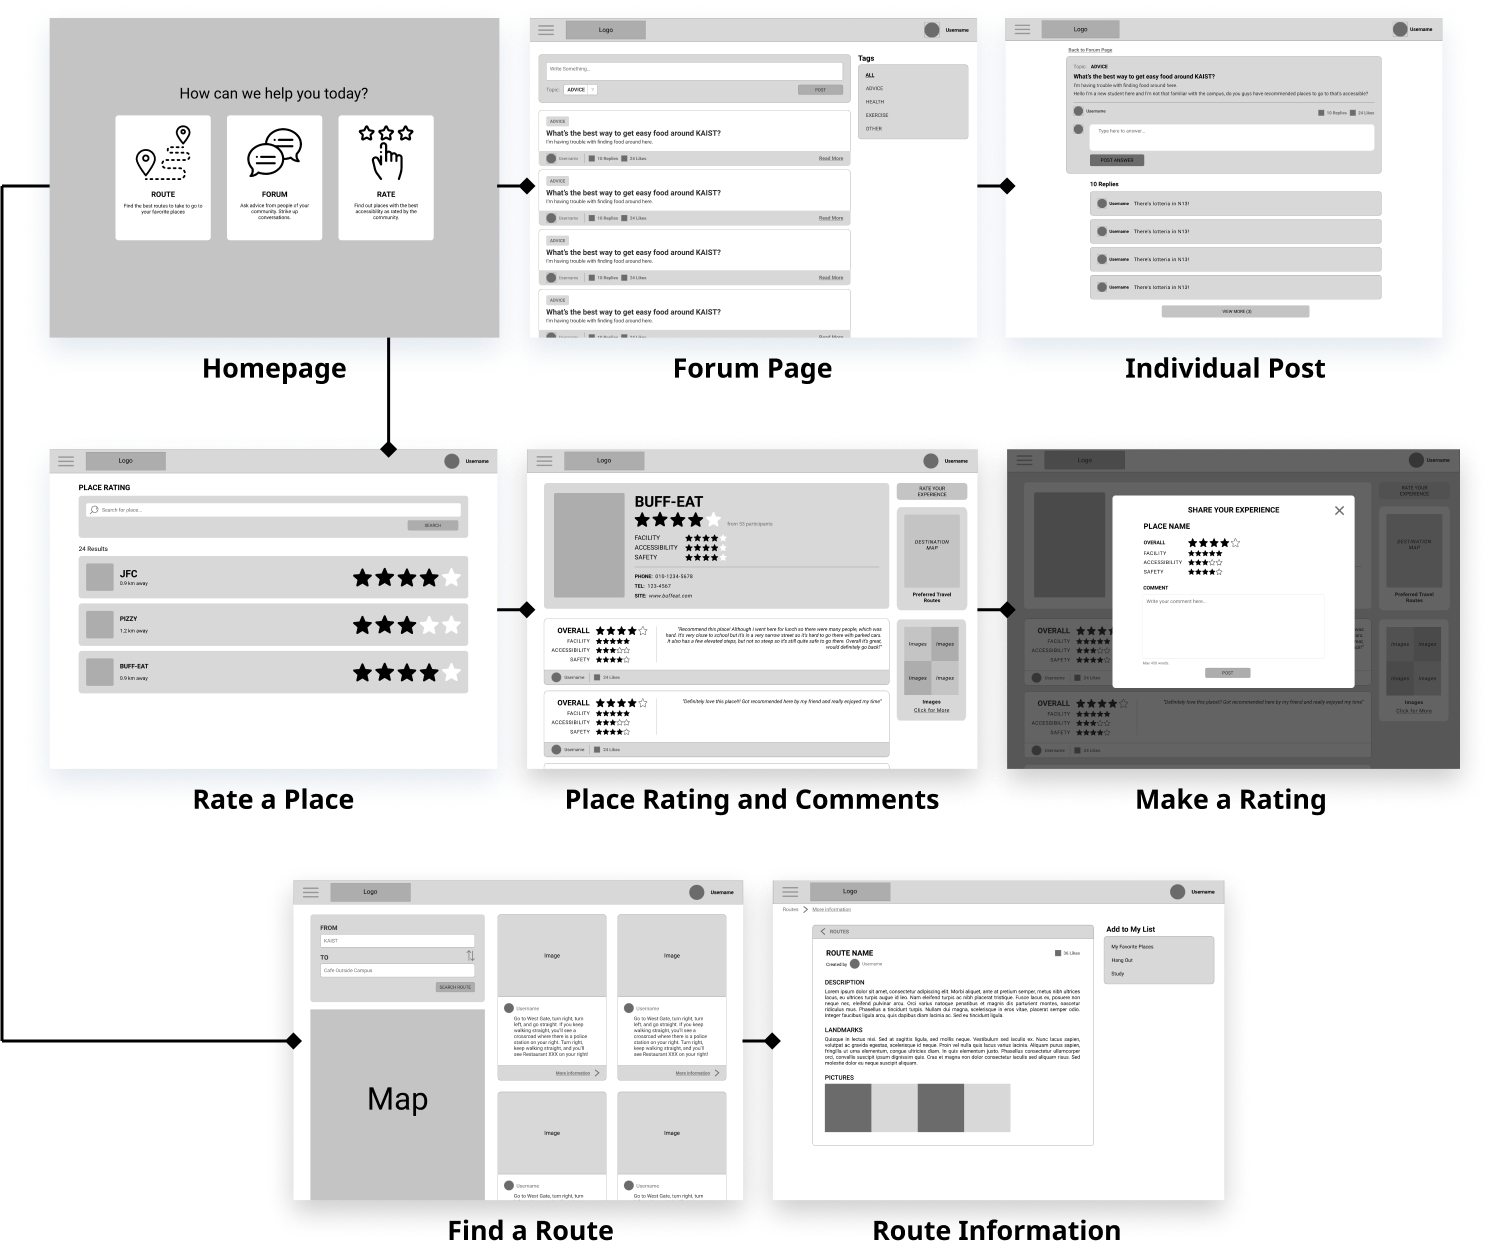 How can we help you today?
ROUTE
Find the best routes to take to go to
your favorite places
FORUM
Ask advice from people of your
community. Strike up
conversations.
RATE
Find out places with the best
accessibility as rated by the
community.
Homepage
Logo
Username
Write Something...
Topic: ADVICE
POST
Tags
ALL
ADVICE
HEALTH
EXERCISE
OTHER
ADVICE
What's the best way to get easy food around KAIST?
I'm having trouble with finding food around here.
Username 10 Replies 24 Likes Read More
ADVICE
What's the best way to get easy food around KAIST?
I'm having trouble with finding food around here.
Username 10 Replies 24 Likes Read More
ADVICE
What's the best way to get easy food around KAIST?
I'm having trouble with finding food around here.
Username 10 Replies 24 Likes Read More
ADVICE
What's the best way to get easy food around KAIST?
I'm having trouble with finding food around here.
Username 10 Replies 24 Likes Read More
Forum Page
Logo
Username
Back to Forum Page
Topic: ADVICE
What's the best way to get easy food around KAIST?
I'm having trouble with finding food around here.
Hello I'm a new student here and I'm not that familiar with the campus, do you guys have recommended places to go to that's accessible?
Username 10 Replies 24 Likes
Type here to answer...
POST ANSWER
10 Replies
Username There's lotteria in N13!
Username There's lotteria in N13!
Username There's lotteria in N13!
Username There's lotteria in N13!
VIEW MORE (3)
Individual Post
Logo
Username
PLACE RATING
Search for place...
SEARCH
24 Results
JFC
0.9 km away
PIZZY
1.2 km away
BUFF-EAT
0.9 km away
Rate a Place
Logo
Username
BUFF-EAT
from 53 participants
FACILITY
ACCESSIBILITY
SAFETY
PHONE: 010-1234-5678
TEL: 123-4567
SITE: www.buffeat.com
RATE YOUR
EXPERIENCE
DESTINATION
MAP
Preferred Travel
Routes
OVERALL
FACILITY
ACCESSIBILITY
SAFETY
"Recommend this place! Although I went here for lunch so there were many people, which was
hard. It's very close to school but it's in a very narrow street so it's hard to go there with parked cars.
It also has a few elevated steps, but not so steep so it's still quite safe to go there. Overall it's great,
would definitely go back!"
Username 24 Likes
OVERALL
FACILITY
ACCESSIBILITY
SAFETY
"Definitely love this place!!! Got recommended here by my friend and really enjoyed my time"
Username 24 Likes
Images Images
Images Images
Images
Click for More
Place Rating and Comments
Logo
Username
RATE YOUR
EXPERIENCE
DESTINATION
MAP
Preferred Travel
Routes
SHARE YOUR EXPERIENCE
PLACE NAME
OVERALL
FACILITY
ACCESSIBILITY
SAFETY
COMMENT
Write your comment here...
Max 400 words.
POST
OVERALL
FACILITY
ACCESSIBILITY
SAFETY
Username 24 Likes
OVERALL
FACILITY
ACCESSIBILITY
SAFETY
"Definitely love this place!!! Got recommended here by my friend and really enjoyed my time"
Username 24 Likes
Images Images
Images Images
Images
Click for More
Make a Rating
Logo
Username
FROM
KAIST
TO
Cafe Outside Campus
SEARCH ROUTE
Map
Image
Username
Go to West Gate, turn right, turn
left, and go straight. If you keep
walking straight, you'll see a
crossroad where there is a police
station on your right. Turn right,
keep walking straight, and you'll
see Restaurant XXX on your right!
More information
Image
Username
Go to West Gate, turn right, turn
left, and go straight. If you keep
walking straight, you'll see a
crossroad where there is a police
station on your right. Turn right,
keep walking straight, and you'll
see Restaurant XXX on your right!
More information
Image
Username
Go to West Gate, turn right, turn
Image
Username
Go to West Gate, turn right, turn
Find a Route
Logo
Username
Routes More information
ROUTES
ROUTE NAME
36 Likes
Created by Username
DESCRIPTION
Lorem ipsum dolor sit amet, consectetur adipiscing elit. Morbi aliquet, ante at pretium semper, metus nibh ultrices
lacus, eu ultrices turpis augue id leo. Nam eleifend turpis ac nibh placerat tristique. Fusce lacus ex, posuere non
neque nec, eleifend pulvinar arcu. Orci varius natoque penatibus et magnis dis parturient montes, nascetur
ridiculus mus. Phasellus a tincidunt turpis. Nullam dui magna, scelerisque in eros vitae, placerat semper odio.
Integer faucibus ligula arcu, quis dapibus diam lacinia ac. Sed eu tincidunt ligula.
LANDMARKS
Quisque in lectus nisl. Sed at sagittis ligula, sed mollis neque. Vestibulum sed iaculis ex. Nunc lacus sapien,
volutpat ac gravida egestas, scelerisque id neque. Proin vel nulla quis lacus varius lacinia. Aliquam purus sapien,
fringilla ut urna elementum, congue ultricies diam. In quis elementum justo. Phasellus consectetur ullamcorper
orci, convallis suscipit ipsum dignissim quis. Cras et magna non dolor consectetur iaculis sed aliquam risus. Sed
molestie dolor eu neque suscipit aliquam.
PICTURES
Add to My List
My Favorite Places
Hang Out
Study
Route Information